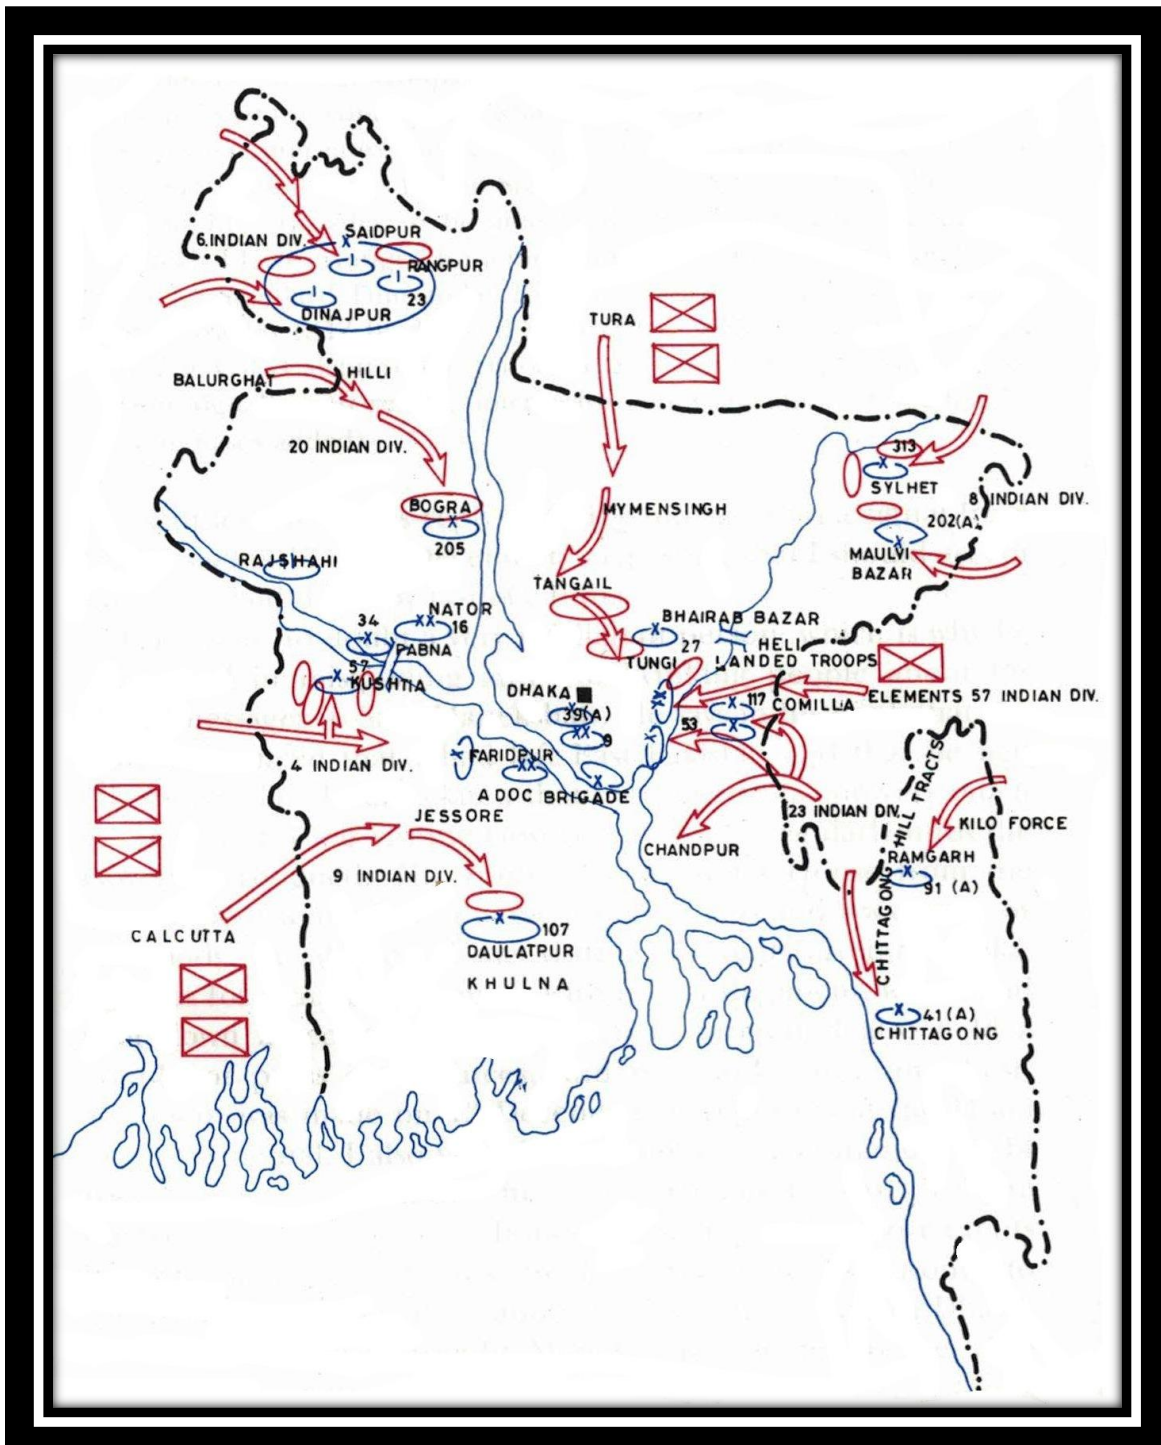 SAIDPUR
6.INDIAN DIV.
RANGPUR
23
DINAJPUR
TURA
BALURGHAT
HILLI
20 INDIAN DIV.
313
SYLHET
8 INDIAN DIV.
BOGRA
MYMENSINGH
202(A)
205
MAULVI
BAZAR
RAJSHAHI
TANGAIL
NATOR
34
16
BHAIRAB BAZAR
PABNA
27
HELI
LANDED TROOPS
TUNGI
57
KUSHTIA
DHAKA
ELEMENTS 57 INDIAN DIV.
117
COMILLA
39(A)
53
9
FARIDPUR
4 INDIAN DIV.
A DOC BRIGADE
23 INDIAN DIV.
JESSORE
KILO FORCE
CHANDPUR
RAMGARH
91 (A)
CHITTAGONG HILL TRACTS
9 INDIAN DIV.
CALCUTTA
107
DAULATPUR
KHULNA
41(A)
CHITTAGONG